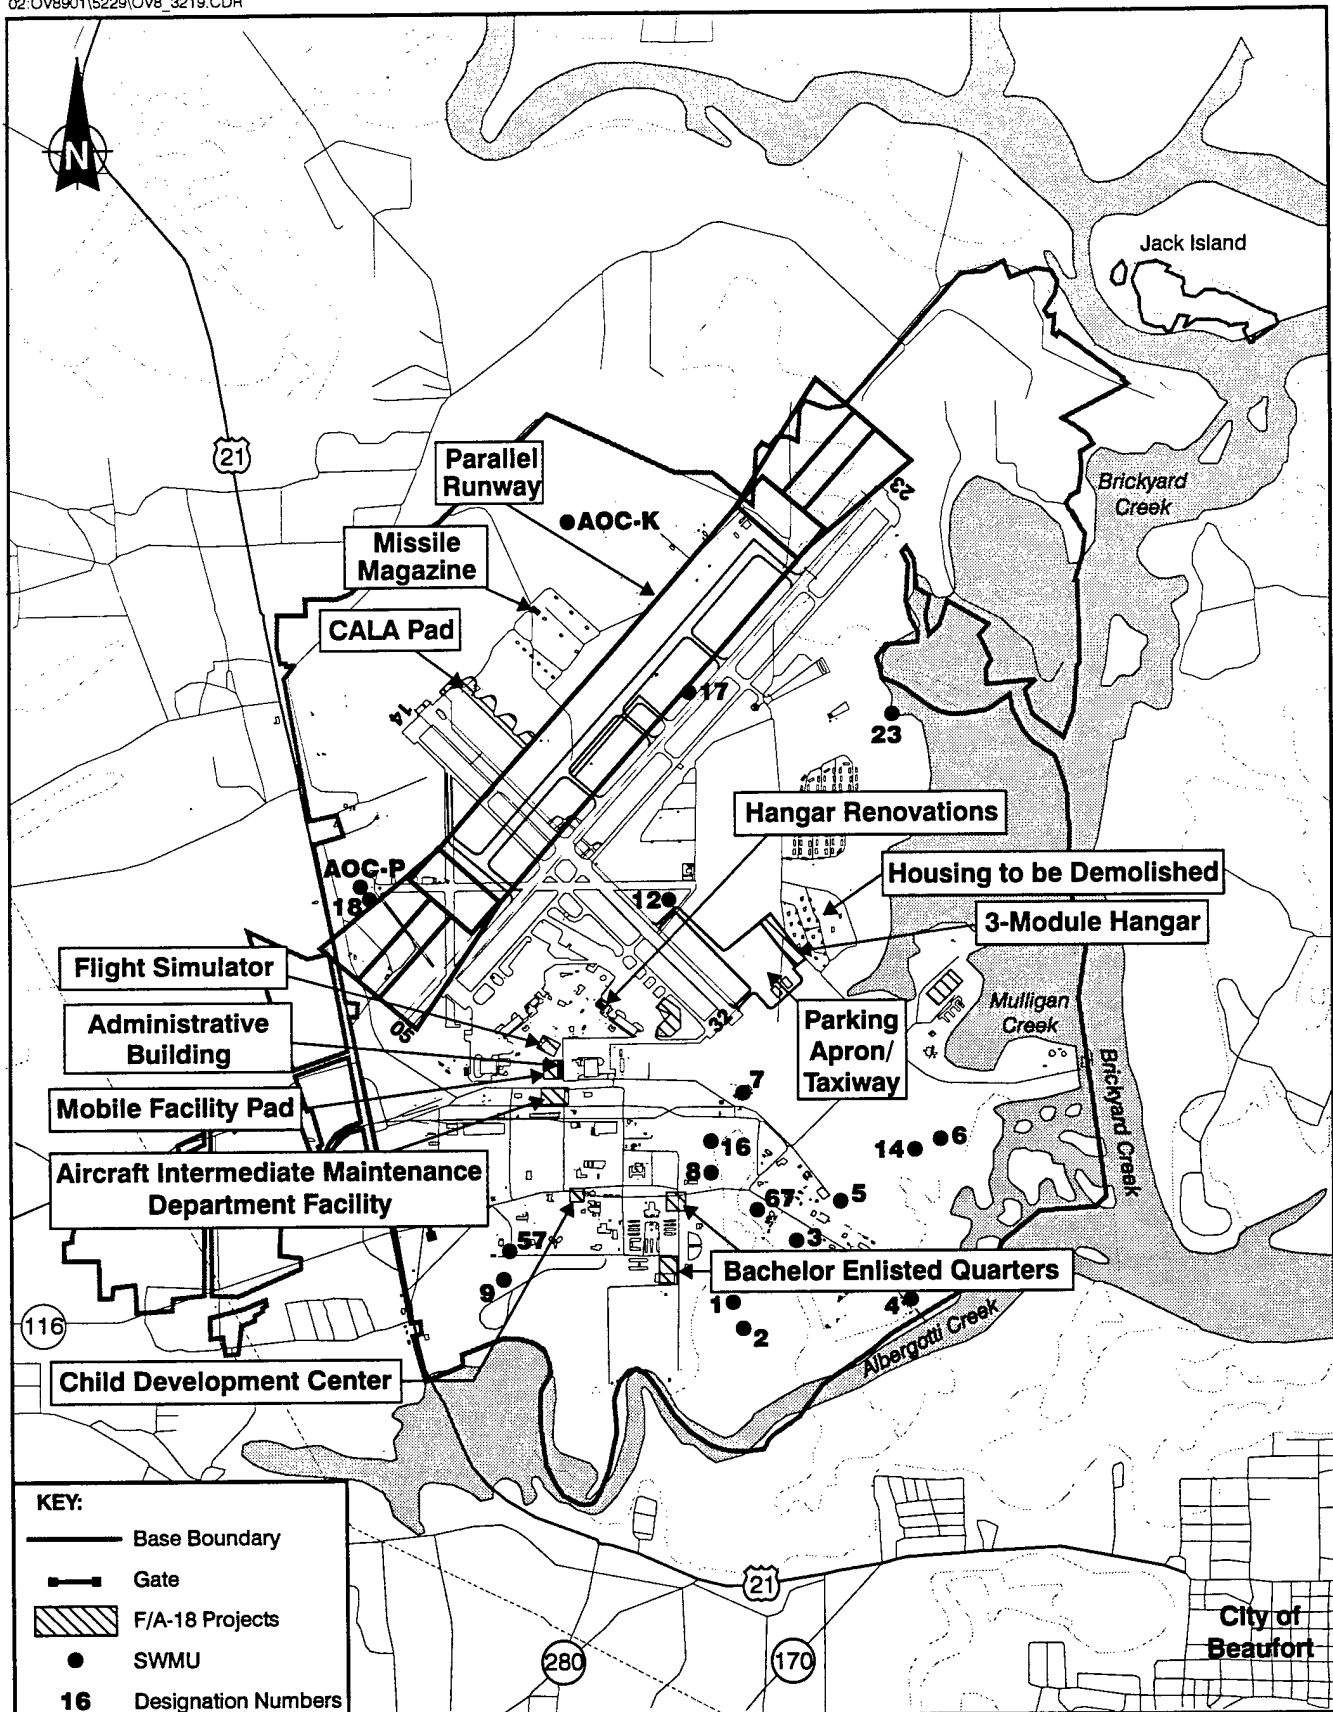 02:OV8901\5229\OV8_3219.CDR
N
Jack Island
21
Parallel
Runway
23
Brickyard
Creek
AOC-K
Missile
Magazine
CALA Pad
14
17
23
Hangar Renovations
Housing to be Demolished
AOC-P
18
12
3-Module Hangar
Flight Simulator
Mulligan
Creek
Administrative
Building
05
32
Parking
Apron/
Taxiway
Brickyard Creek
Mobile Facility Pad
7
16
14
6
8
Aircraft Intermediate Maintenance
Department Facility
67
5
57
3
9
Bachelor Enlisted Quarters
1
4
2
Albergotti Creek
116
Child Development Center
KEY:
Base Boundary
Gate
F/A-18 Projects
SWMU
16 Designation Numbers
21
280
170
City of
Beaufort